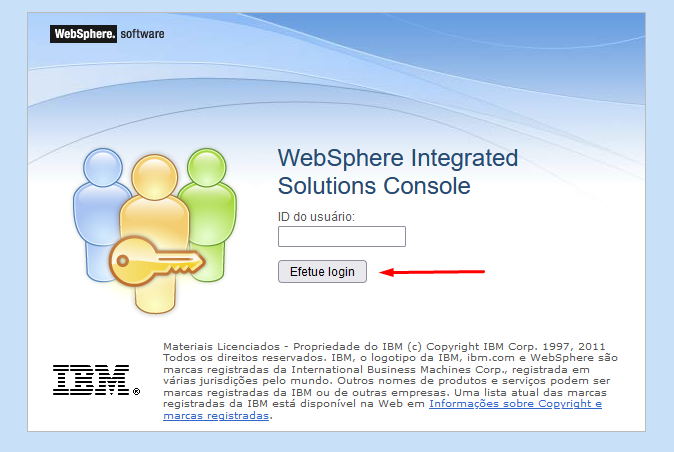 WebSphere. software
WebSphere Integrated
Solutions Console
ID do usuário:
Efetue login
IBM®
Materiais Licenciados - Propriedade do IBM (c) Copyright IBM Corp. 1997, 2011
Todos os direitos reservados. IBM, o logotipo da IBM, ibm.com e WebSphere são
marcas registradas da International Business Machines Corp., registrada em
várias jurisdições pelo mundo. Outros nomes de produtos e serviços podem ser
marcas registradas da IBM ou de outras empresas. Uma lista atual das marcas
registradas da IBM está disponível na Web em Informações sobre Copyright e
marcas registradas.